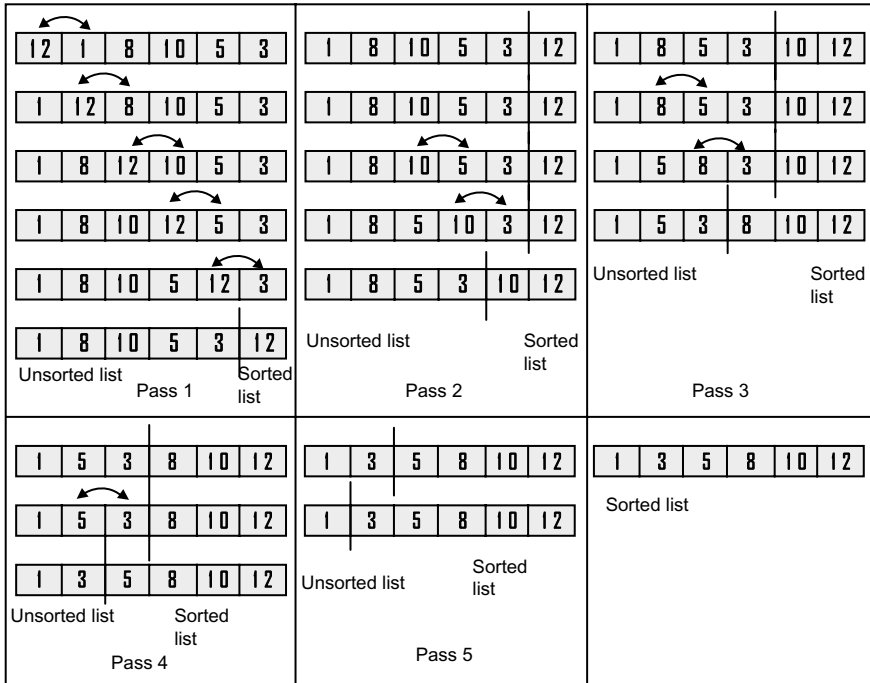 12 1 8 10 5 3
1 12 8 10 5 3
1 8 12 10 5 3
1 8 10 12 5 3
1 8 10 5 12 3
1 8 10 5 3 12
Unsorted list
Sorted
list
Pass 1
1 8 10 5 3 12
1 8 10 5 3 12
1 8 10 5 3 12
1 8 5 10 3 12
1 8 5 3 10 12
Unsorted list
Sorted
list
Pass 2
1 8 5 3 10 12
1 8 5 3 10 12
1 5 8 3 10 12
1 5 3 8 10 12
Unsorted list
Sorted
list
Pass 3
1 5 3 8 10 12
1 5 3 8 10 12
1 3 5 8 10 12
Unsorted list
Sorted
list
Pass 4
1 3 5 8 10 12
1 3 5 8 10 12
Unsorted list
Sorted
list
Pass 5
1 3 5 8 10 12
Sorted list